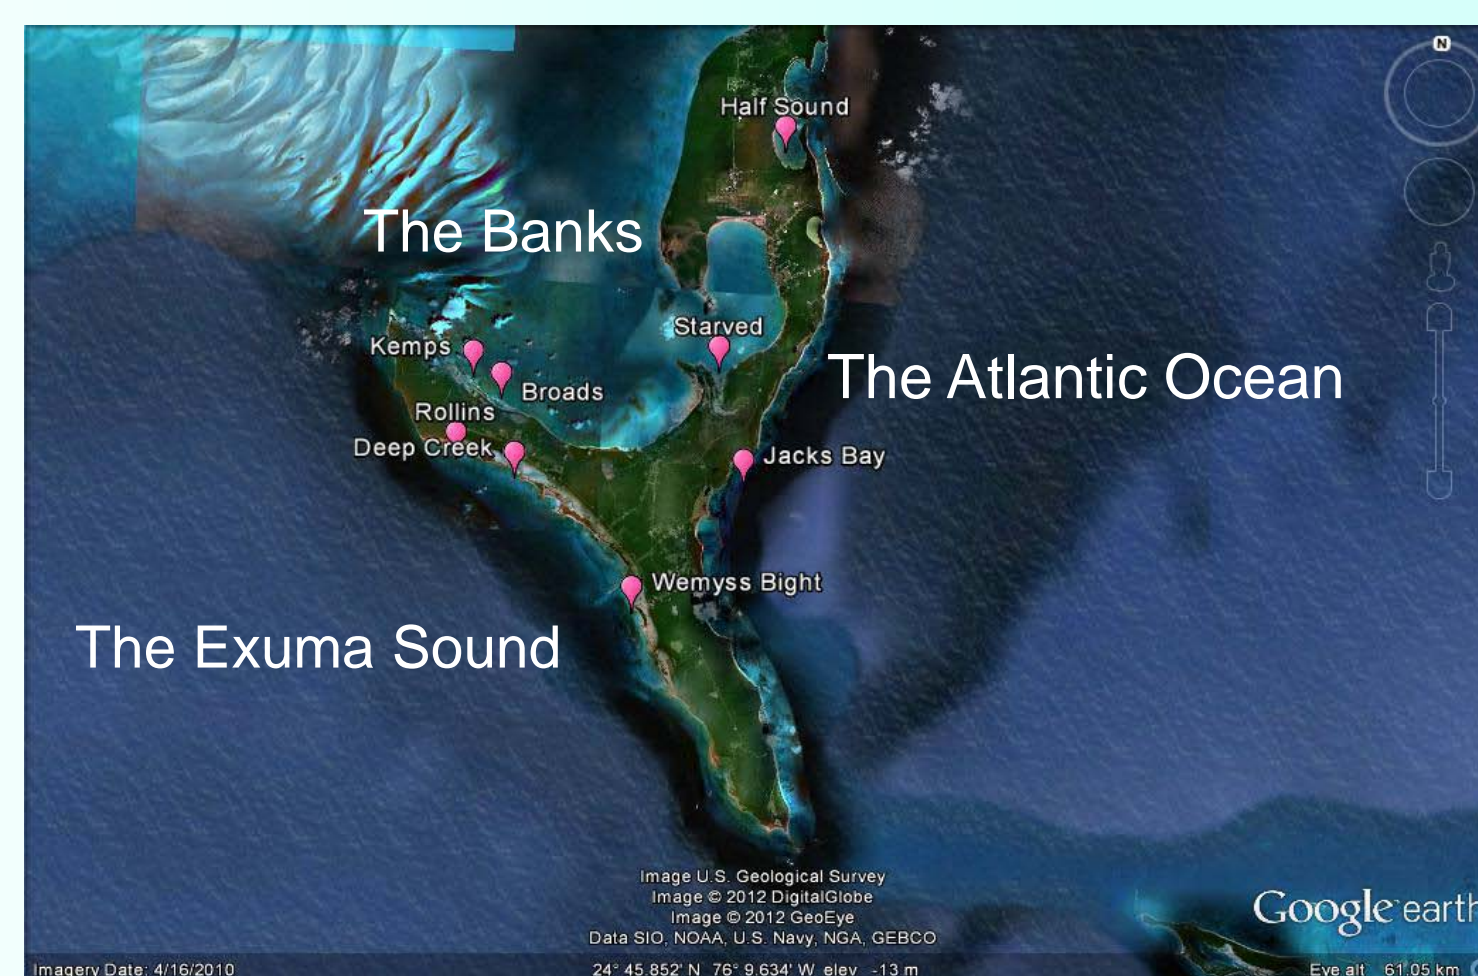 N
Half Sound
The Banks
Starved
Kemps
The Atlantic Ocean
Broads
Rollins
Deep Creek
Jacks Bay
Wemyss Bight
The Exuma Sound
Image U.S. Geological Survey
Image © 2012 DigitalGlobe
Image © 2012 GeoEye
Data SIO, NOAA, U.S. Navy, NGA, GEBCO
Google earth
Imagery Date: 4/16/2010
24° 45.852' N 76° 9.634' W elev -13 m
Eye alt 61.05 km